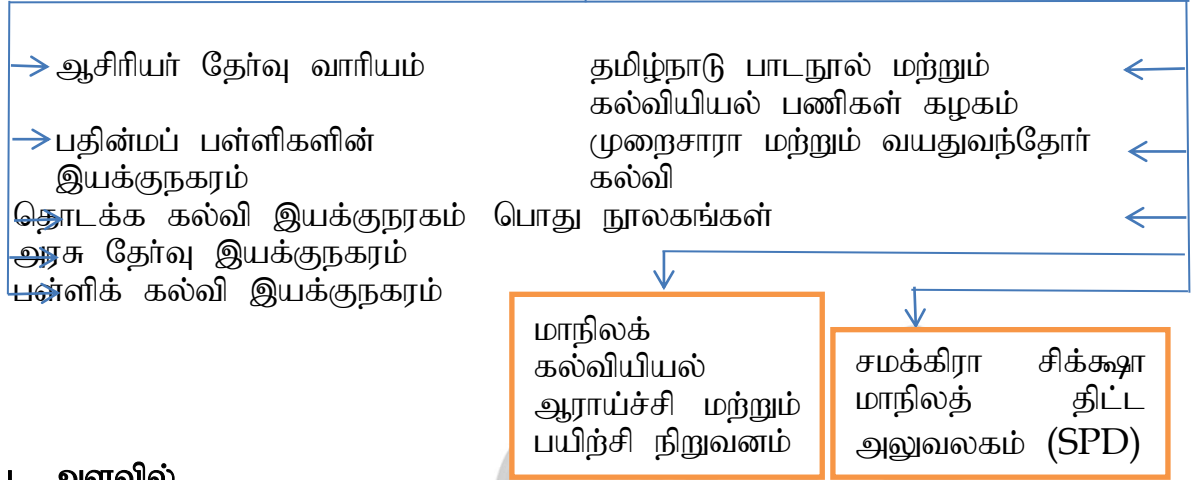 ஆசிரியர் தேர்வு வாரியம்
தமிழ்நாடு பாடநூல் மற்றும்
கல்வியியல் பணிகள் கழகம்
பதின்மப் பள்ளிகளின்
இயக்குநகரம்
முறைசாரா மற்றும் வயதுவந்தோர்
கல்வி
தொடக்க கல்வி இயக்குநரகம் பொது நூலகங்கள்
அரசு தேர்வு இயக்குநகரம்
பள்ளிக் கல்வி இயக்குநகரம்
மாநிலக்
கல்வியியல்
ஆராய்ச்சி மற்றும்
பயிற்சி நிறுவனம்
சமக்கிரா சிக்க்ஷா
மாநிலத் திட்ட
அலுவலகம் (SPD)